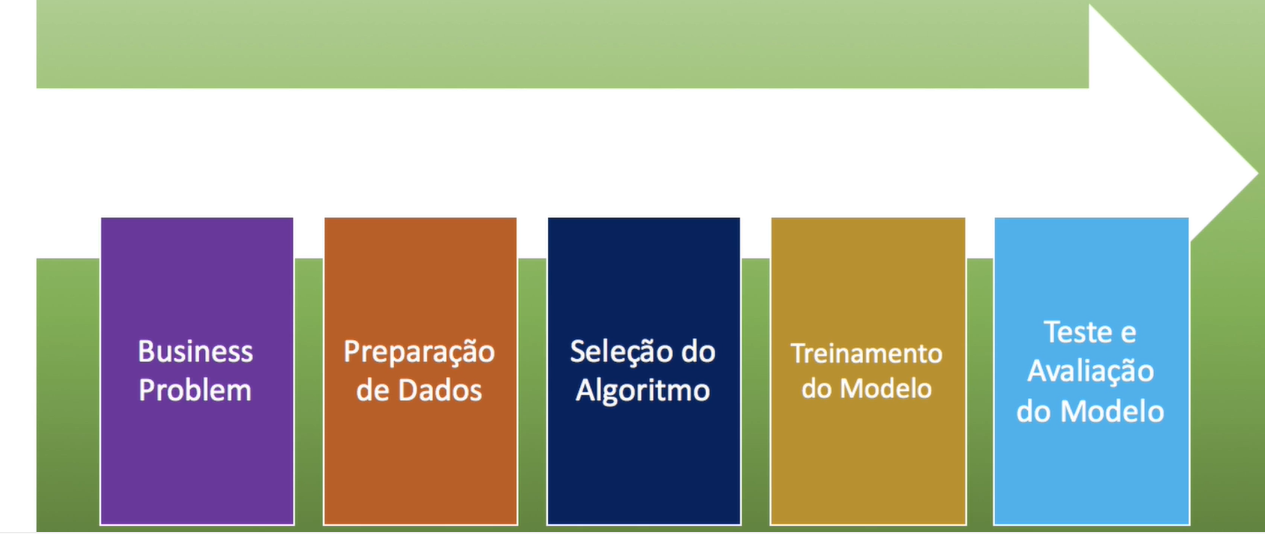 Business
Problem
Preparação
de Dados
Seleção do
Algoritmo
Treinamento
do Modelo
Teste e
Avaliação
do Modelo